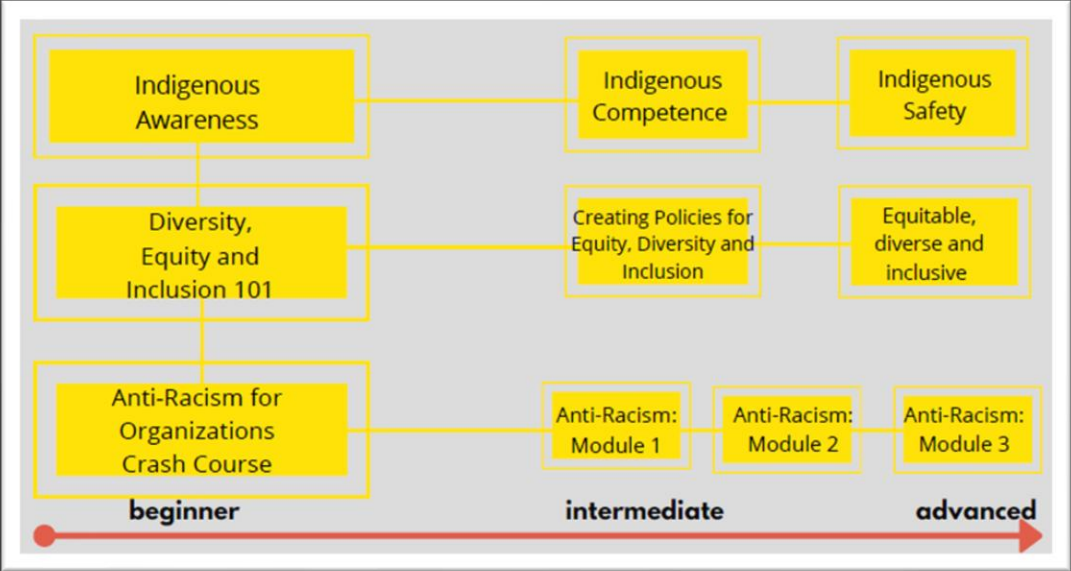 Indigenous
Awareness
Indigenous
Competence
Indigenous
Safety
Diversity,
Equity and
Inclusion 101
Creating Policies for
Equity, Diversity and
Inclusion
Equitable,
diverse and
inclusive
Anti-Racism for
Organizations
Crash Course
Anti-Racism:
Module 1
Anti-Racism:
Module 2
Anti-Racism:
Module 3
beginner
intermediate
advanced